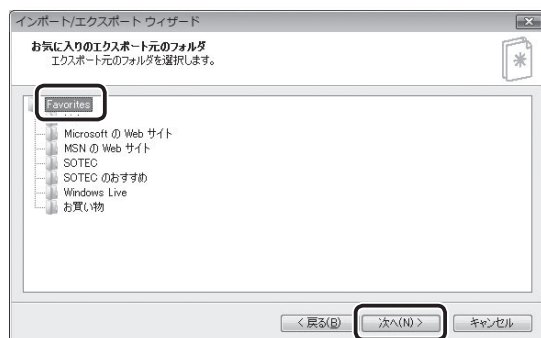 インポート/エクスポート ウィザード
お気に入りのエクスポート元のフォルダ
エクスポート元のフォルダを選択します。
Favorites
Microsoft の Web サイト
MSN の Web サイト
SOTEC
SOTEC のおすすめ
Windows Live
お買い物
< 戻る(B) 次へ(N) > キャンセル